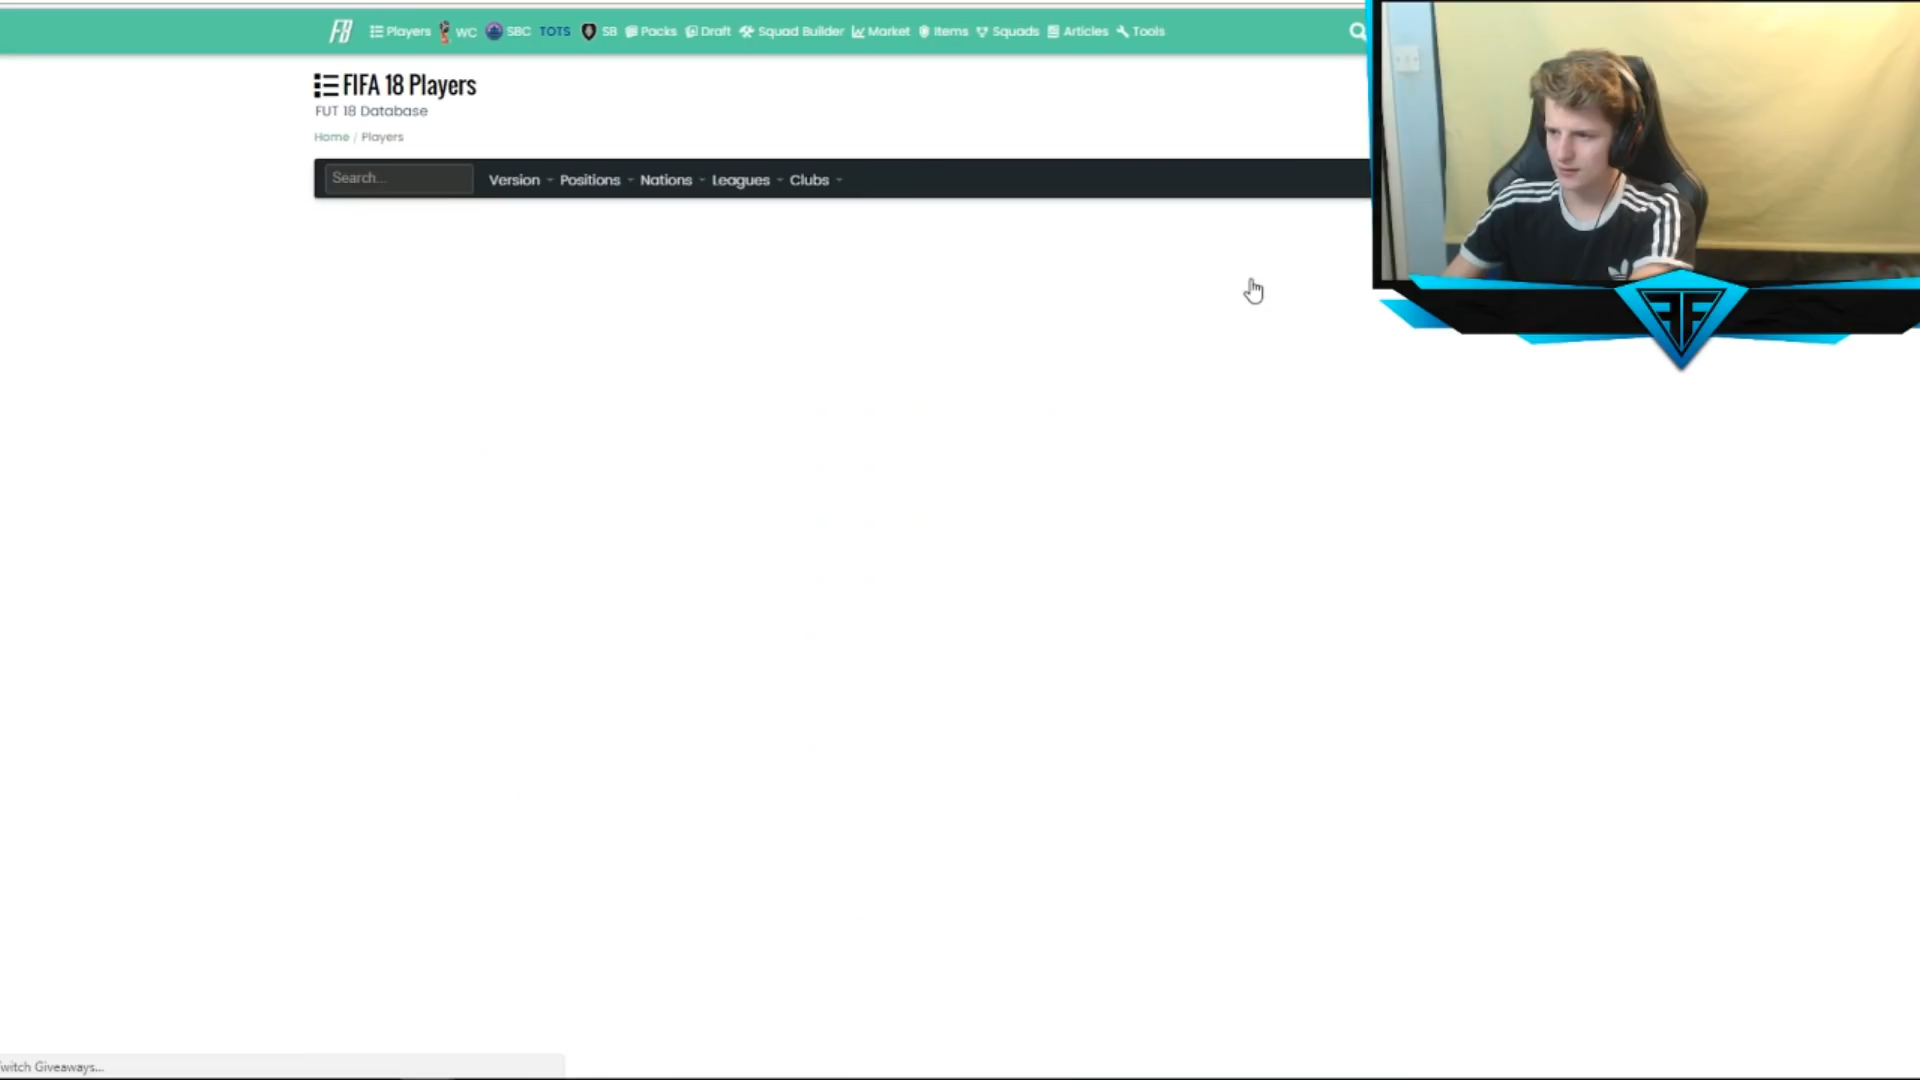 F8 Players WC SBC TOTS SB Packs Draft Squad Builder Market Items Squads Articles Tools
FIFA 18 Players
FUT 18 Database
Home / Players
Search... Version Positions Nations Leagues Clubs
witch Giveaways...